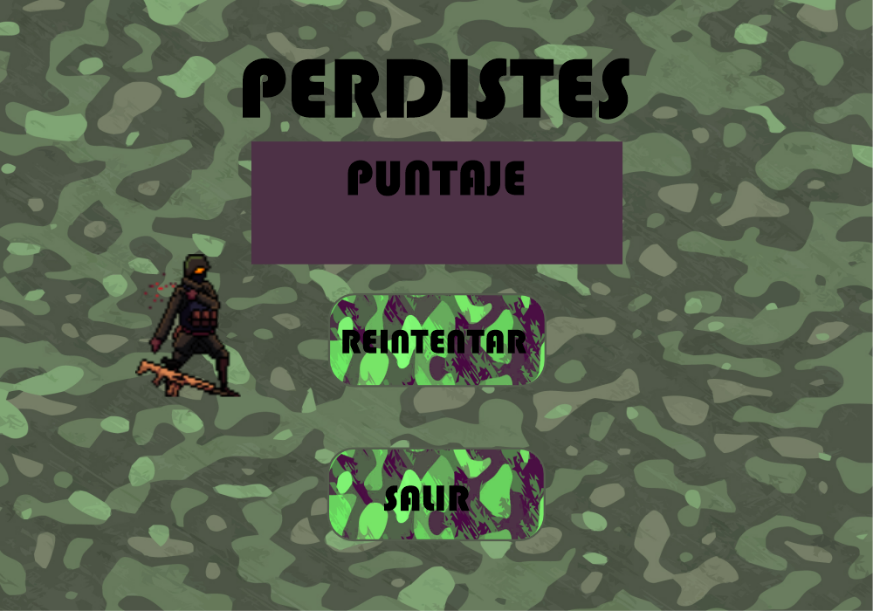 PERDISTES
PUNTAJE
REINTENTAR
SALIR